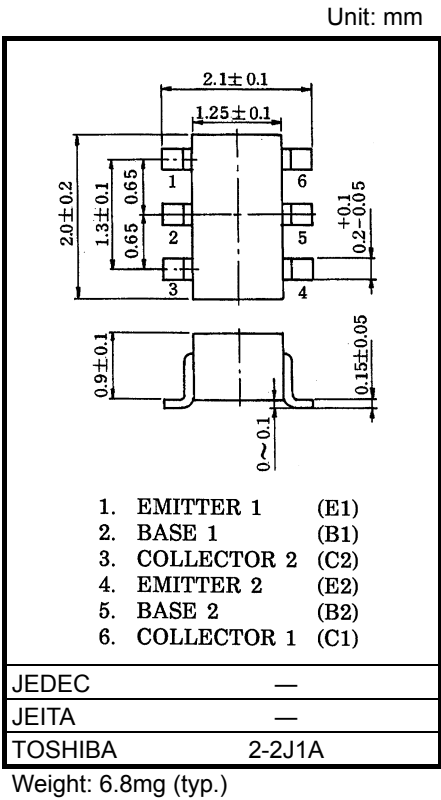 Unit: mm
2.1±0.1
1.25±0.1
2.0±0.2
1.3±0.1
0.65
0.65
1
2
3
6
5
4
+0.1
0.2-0.05
0.9±0.1
0.15±0.05
0~0.1
1. EMITTER 1 (E1)
2. BASE 1 (B1)
3. COLLECTOR 2 (C2)
4. EMITTER 2 (E2)
5. BASE 2 (B2)
6. COLLECTOR 1 (C1)
JEDEC —
JEITA —
TOSHIBA 2-2J1A
Weight: 6.8mg (typ.)